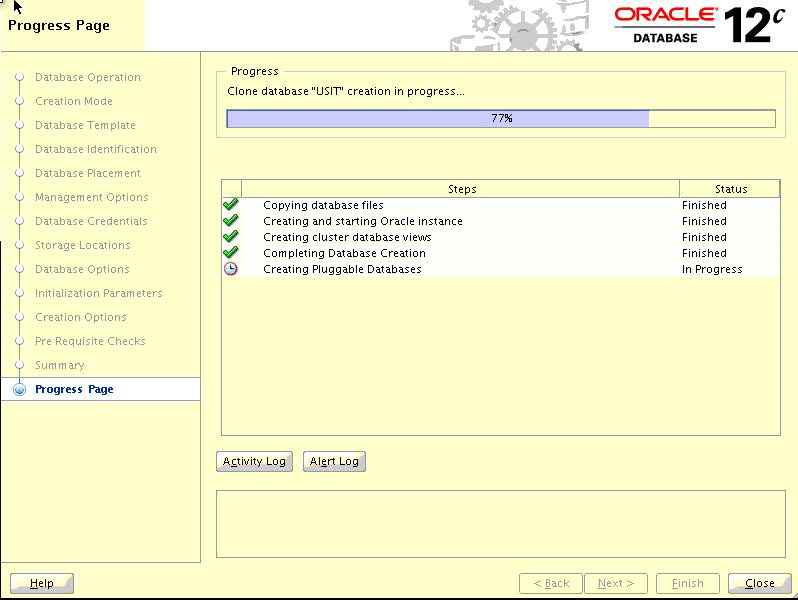 Progress Page
ORACLE
DATABASE
12c
Database Operation
Creation Mode
Database Template
Database Identification
Database Placement
Management Options
Database Credentials
Storage Locations
Database Options
Initialization Parameters
Creation Options
Pre Requisite Checks
Summary
Progress Page
Progress
Clone database "USIT" creation in progress...
77%
Steps Status
Copying database files Finished
Creating and starting Oracle instance Finished
Creating cluster database views Finished
Completing Database Creation Finished
Creating Pluggable Databases In Progress
Activity Log Alert Log
Help < Back Next > Finish Close